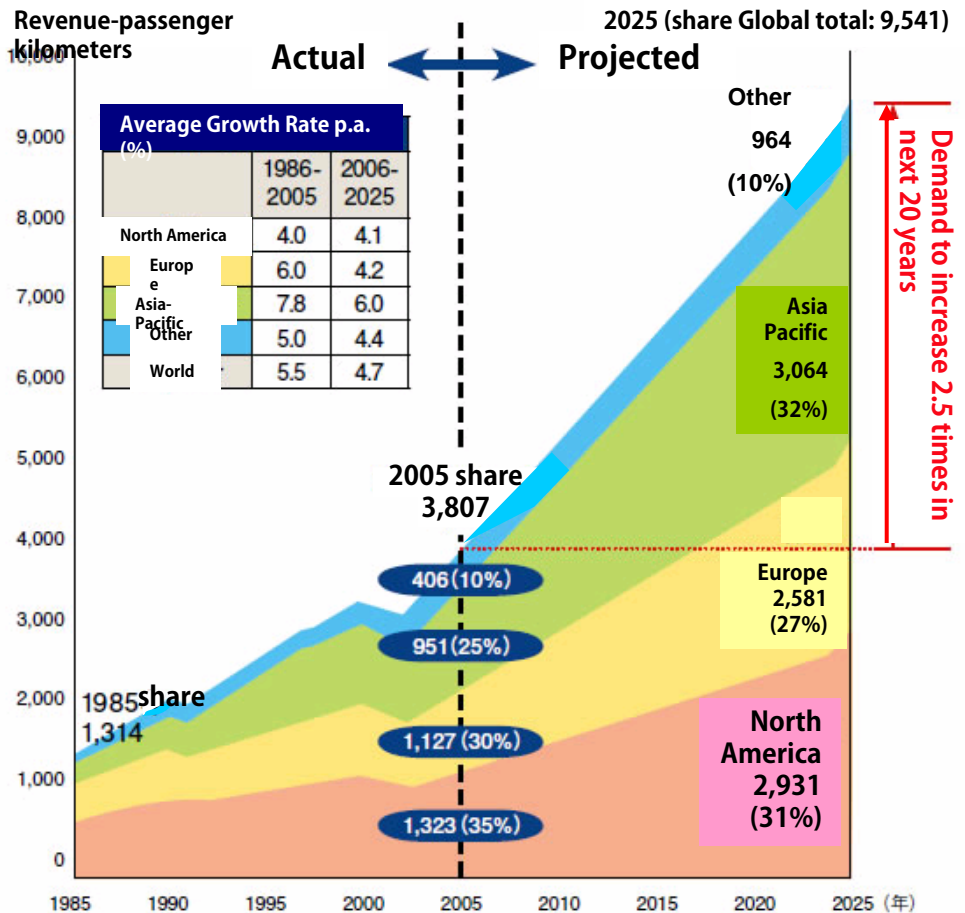 Revenue-passenger
kilometers
2025 (share Global total: 9,541)
Actual
Projected
10,000
9,000
8,000
7,000
6,000
5,000
4,000
3,000
2,000
1,000
0
Average Growth Rate p.a.
(%)
1986-
2005
2006-
2025
North America 4.0 4.1
Europ
e
6.0 4.2
Asia-
Pacific
7.8 6.0
Other 5.0 4.4
World 5.5 4.7
Other
964
(10%)
Demand to increase 2.5 times in
next 20 years
Asia
Pacific
3,064
(32%)
2005 share
3,807
406(10%)
951(25%)
1,127(30%)
1,323(35%)
Europe
2,581
(27%)
1985 share
1,314
North
America
2,931
(31%)
1985 1990 1995 2000 2005 2010 2015 2020 2025 (年)